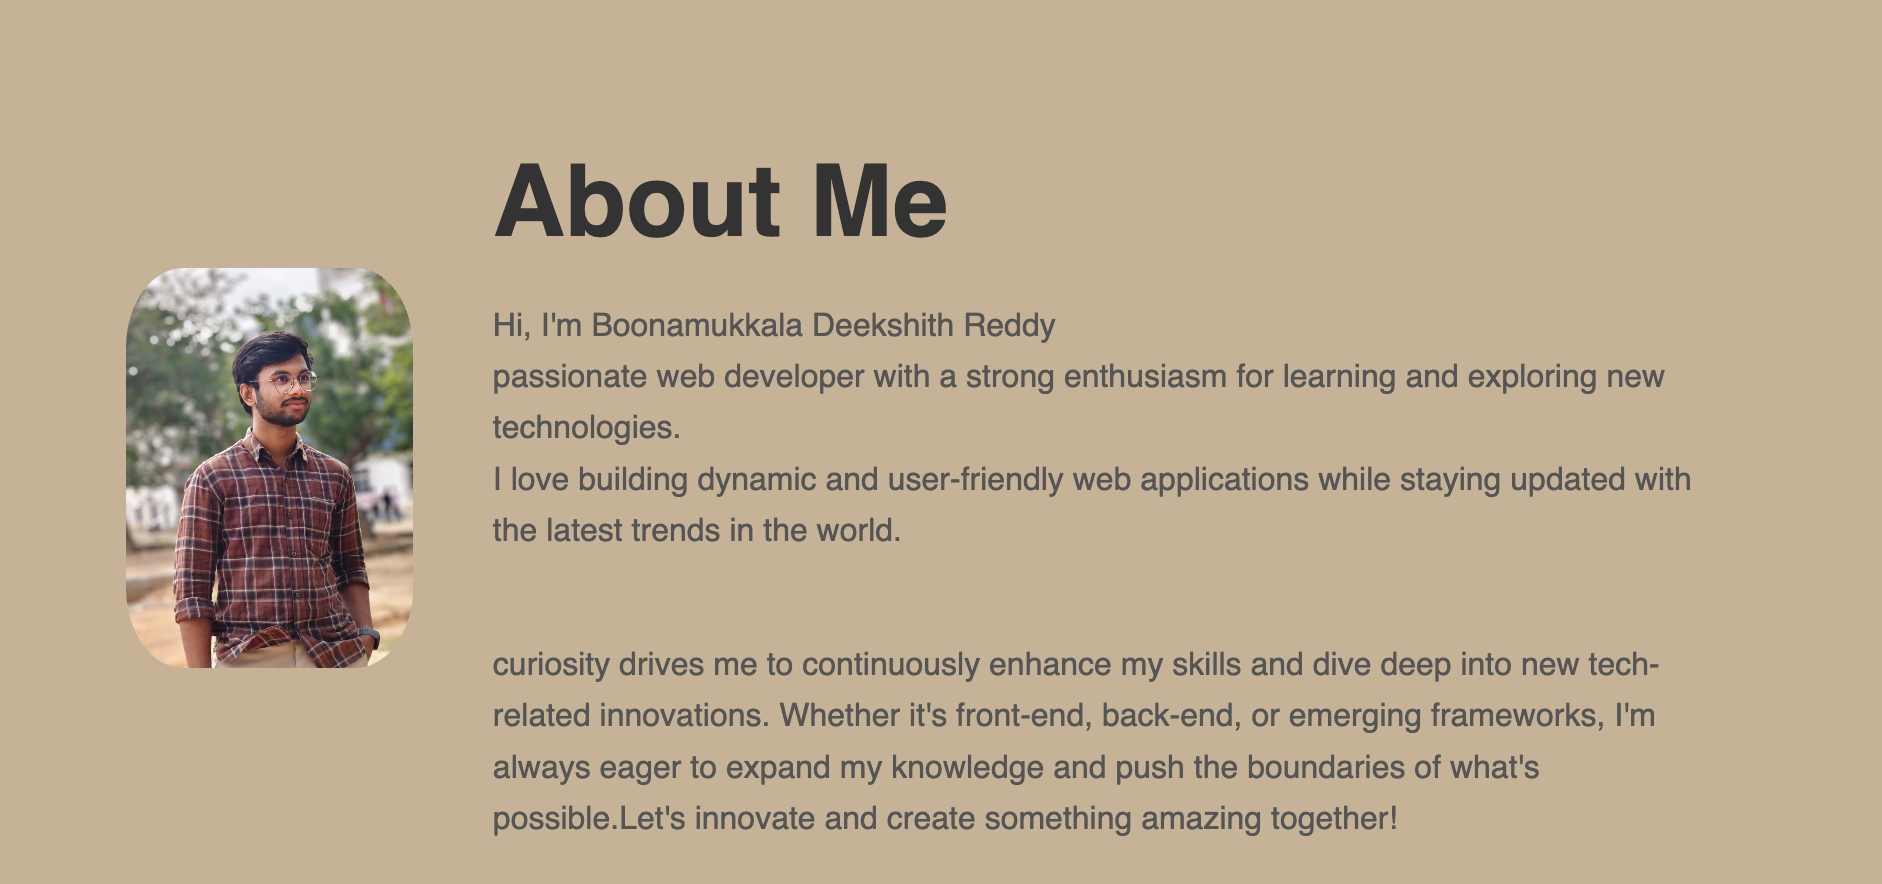 About Me
Hi, I'm Boonamukkala Deekshith Reddy
passionate web developer with a strong enthusiasm for learning and exploring new
technologies.
I love building dynamic and user-friendly web applications while staying updated with
the latest trends in the world.
curiosity drives me to continuously enhance my skills and dive deep into new tech-
related innovations. Whether it's front-end, back-end, or emerging frameworks, I'm
always eager to expand my knowledge and push the boundaries of what's
possible.Let's innovate and create something amazing together!